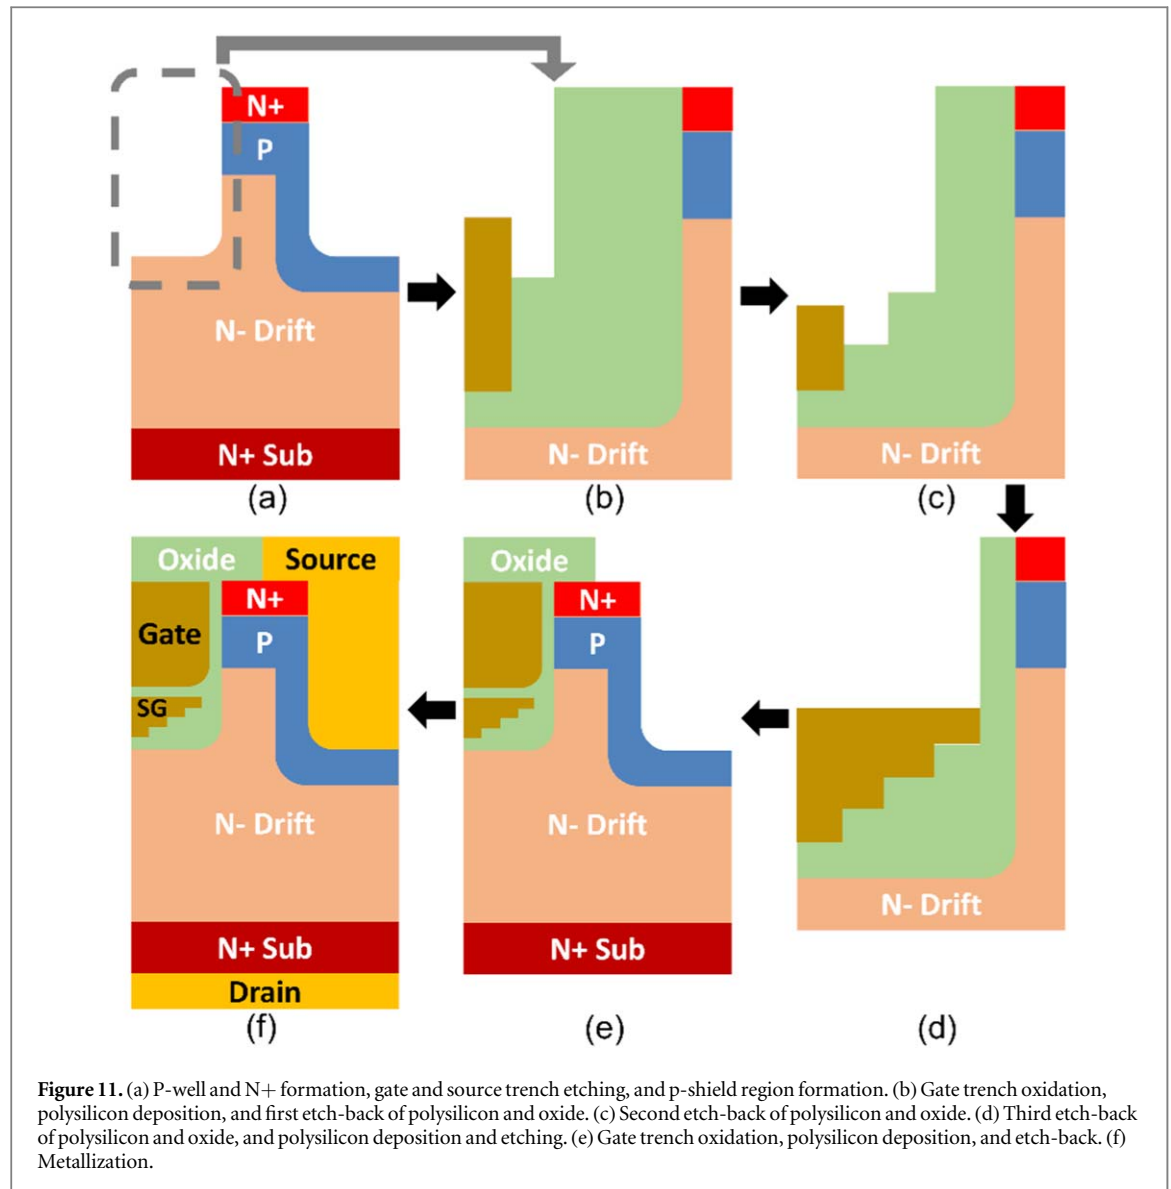 N+
P
N- Drift
N+ Sub
(a)
N- Drift
(b)
N- Drift
(c)
Oxide
Source
N+
Gate
P
SG
N- Drift
N+ Sub
Drain
(f)
Oxide
N+
P
N- Drift
N+ Sub
(e)
N- Drift
(d)
Figure 11. (a) P-well and N+ formation, gate and source trench etching, and p-shield region formation. (b) Gate trench oxidation,
polysilicon deposition, and first etch-back of polysilicon and oxide. (c) Second etch-back of polysilicon and oxide. (d) Third etch-back
of polysilicon and oxide, and polysilicon deposition and etching. (e) Gate trench oxidation, polysilicon deposition, and etch-back. (f)
Metallization.